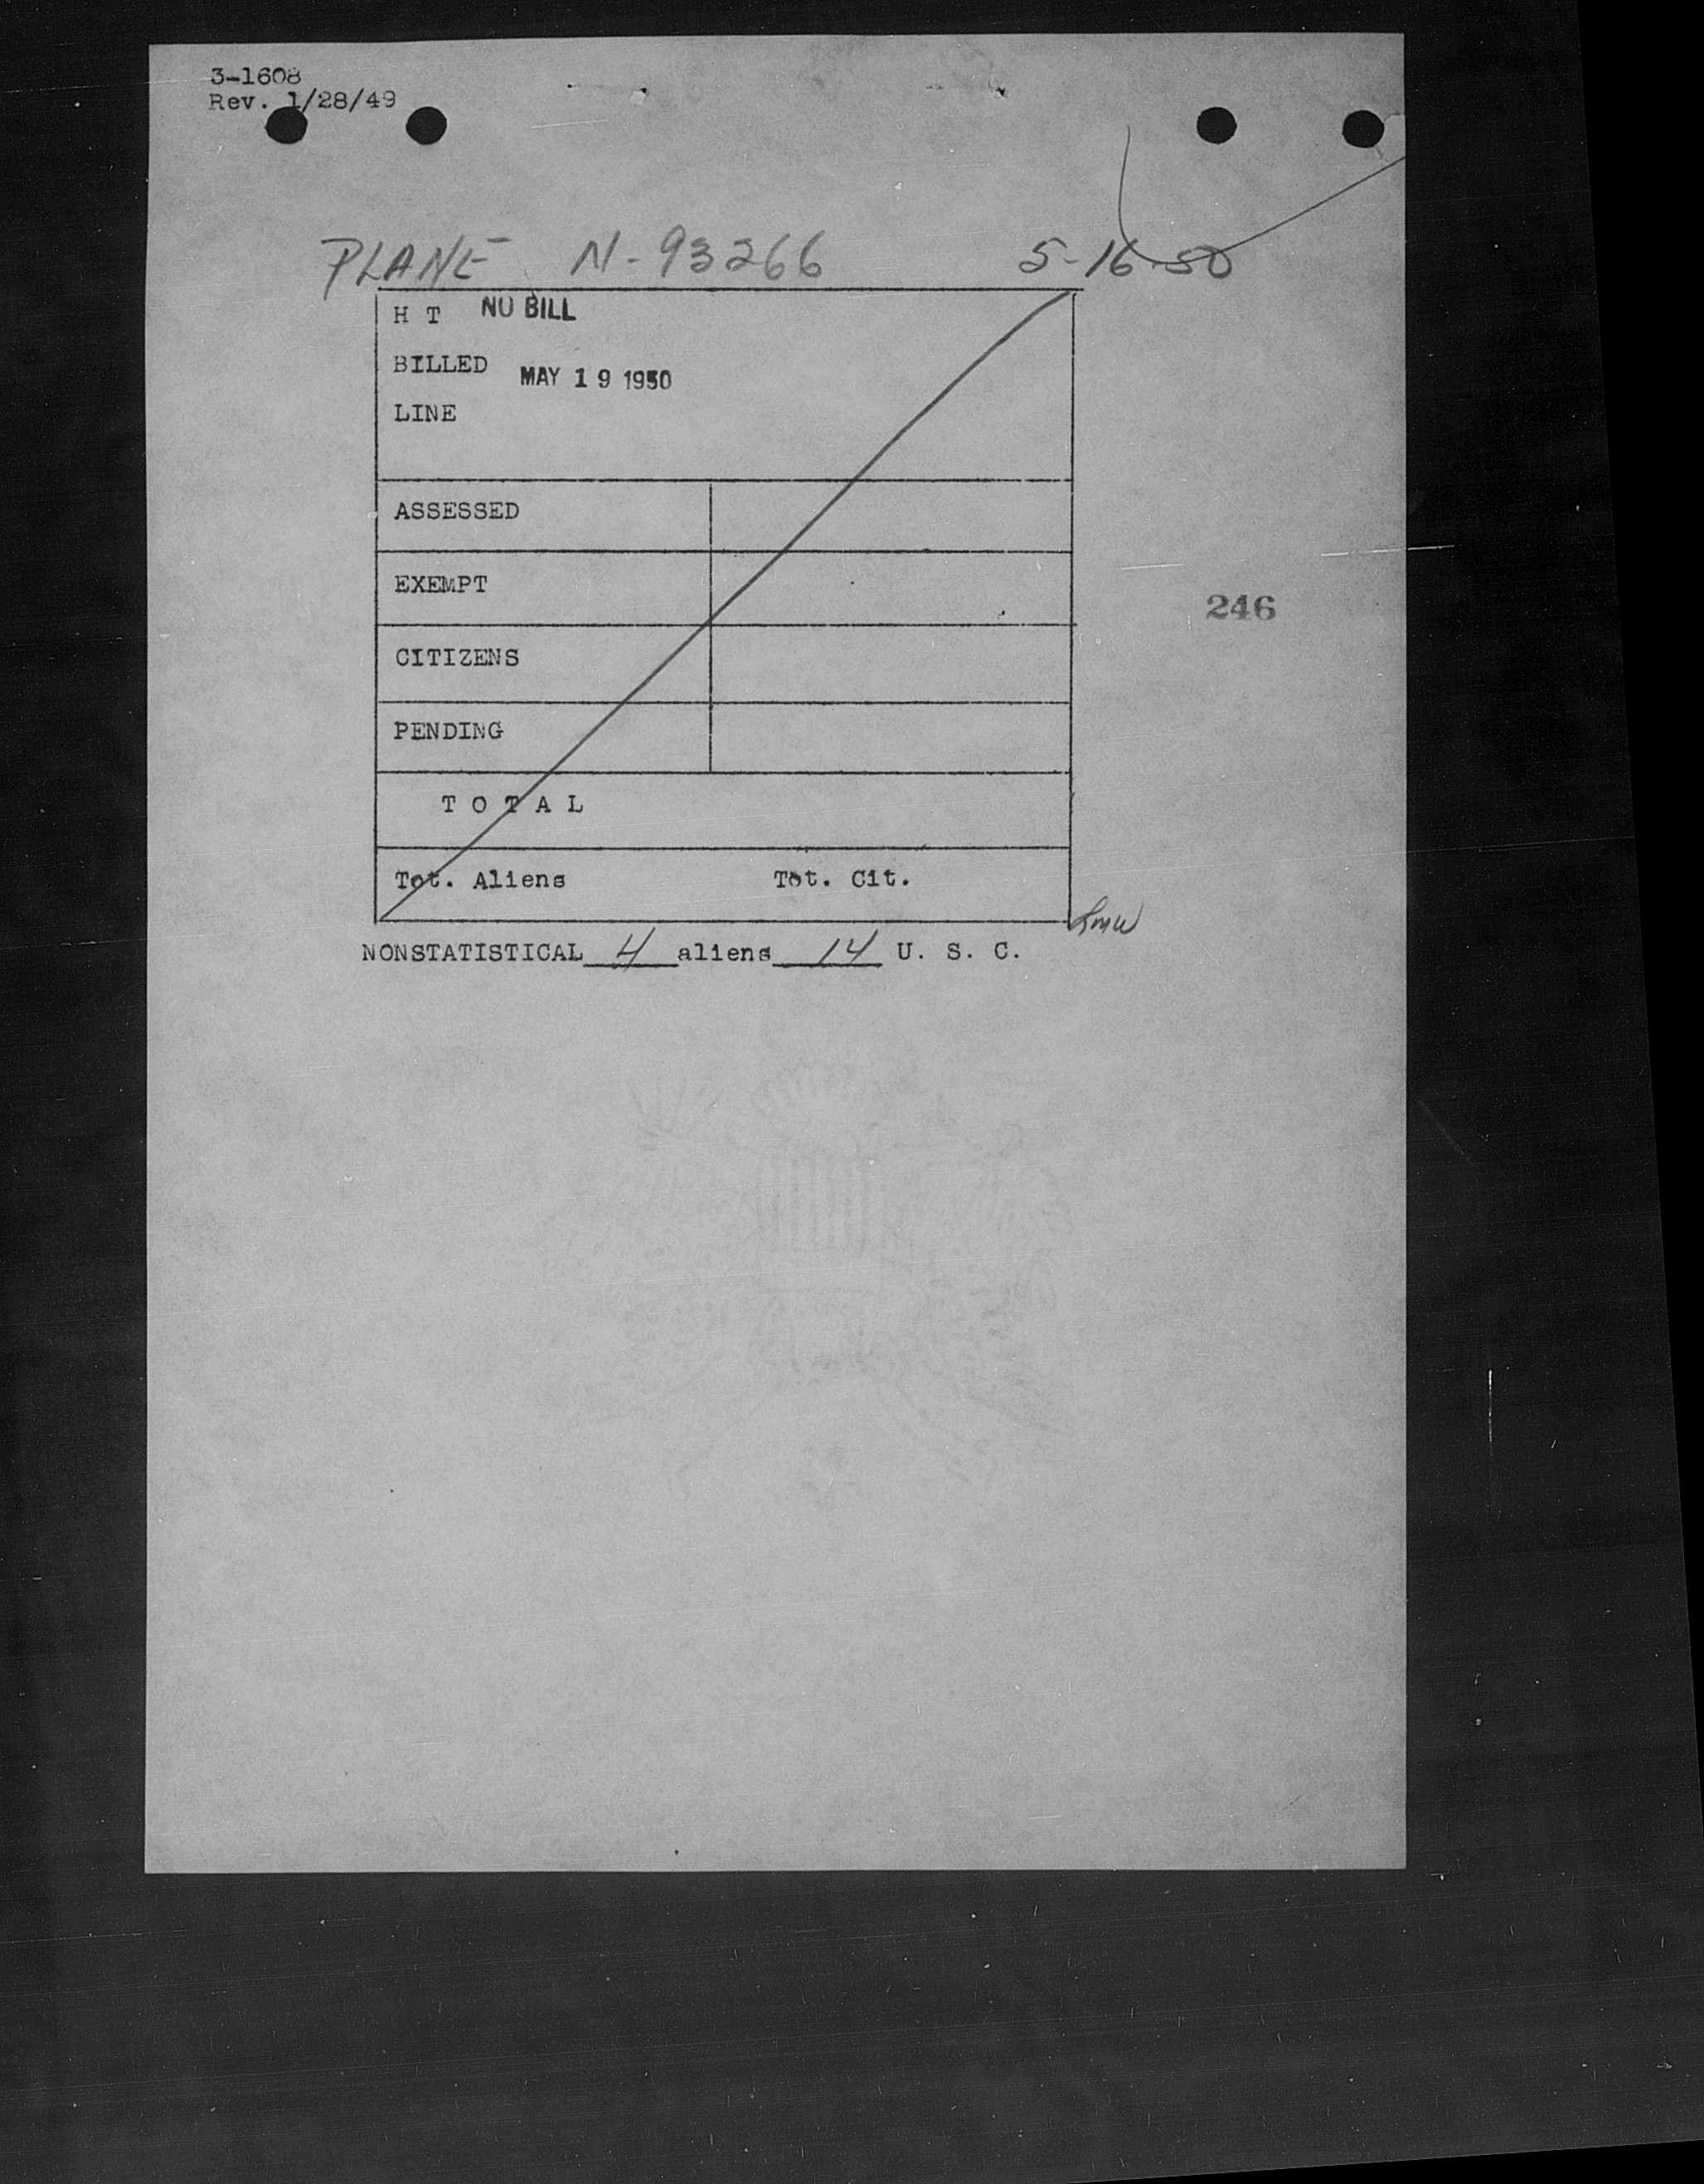 3-1608
Rev. 1/28/49
PLANE N-93266 5-16-50
H T NO BILL
BILLED MAY 19 1950
LINE
ASSESSED
EXEMPT
246
CITIZENS
PENDING
T O T A L
Tot. Aliens Tot. Cit.
NONSTATISTICAL 4 aliens 14 U. S. C.